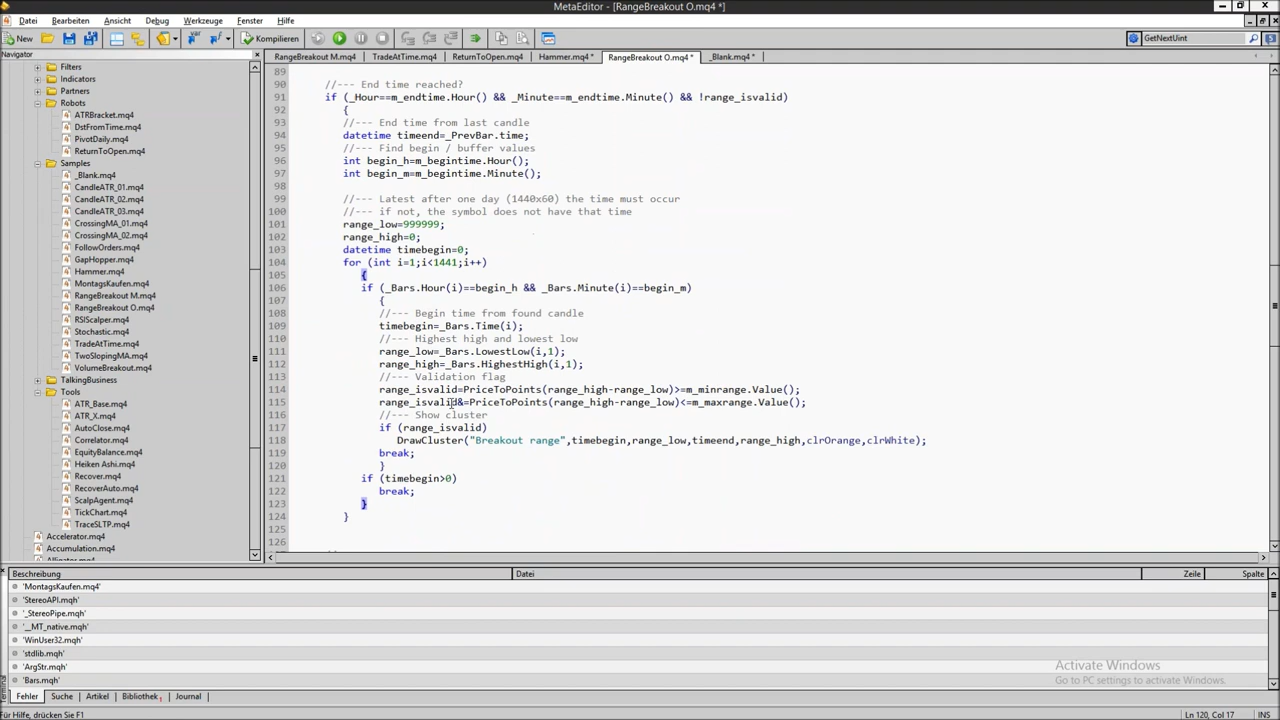 MetaEditor - [RangeBreakout O.mq4 *]
Datei Bearbeiten Ansicht Debug Werkzeuge Fenster Hilfe
New Kompilieren GetNextUint
Navigator RangeBreakout M.mq4 TradeAtTime.mq4 ReturnToOpen.mq4 Hammer.mq4 * RangeBreakout O.mq4 * _Blank.mq4 *
Filters
Indicators
Partners
Robots
ATRBracket.mq4
DstFromTime.mq4
PivotDaily.mq4
ReturnToOpen.mq4
Samples
_Blank.mq4
CandleATR_01.mq4
CandleATR_02.mq4
CandleATR_03.mq4
CrossingMA_01.mq4
CrossingMA_02.mq4
FollowOrders.mq4
GapHopper.mq4
Hammer.mq4
MontagsKaufen.mq4
RangeBreakout M.mq4
RangeBreakout O.mq4
RSIScalper.mq4
Stochastic.mq4
TradeAtTime.mq4
TwoSlopingMA.mq4
VolumeBreakout.mq4
TalkingBusiness
Tools
ATR_Base.mq4
ATR_X.mq4
AutoClose.mq4
Correlator.mq4
EquityBalance.mq4
Heiken Ashi.mq4
Recover.mq4
RecoverAuto.mq4
ScalpAgent.mq4
TickChart.mq4
TraceSLTP.mq4
Accelerator.mq4
Accumulation.mq4
Alligator.mq4
89
90 //--- End time reached?
91 if (_Hour==m_endtime.Hour() && _Minute==m_endtime.Minute() && !range_isvalid)
92 {
93 //--- End time from last candle
94 datetime timeend=_PrevBar.time;
95 //--- Find begin / buffer values
96 int begin_h=m_begintime.Hour();
97 int begin_m=m_begintime.Minute();
98
99 //--- Latest after one day (1440x60) the time must occur
100 //--- if not, the symbol does not have that time
101 range_low=999999;
102 range_high=0;
103 datetime timebegin=0;
104 for (int i=1;i<1441;i++)
105 {
106 if (_Bars.Hour(i)==begin_h && _Bars.Minute(i)==begin_m)
107 {
108 //--- Begin time from found candle
109 timebegin=_Bars.Time(i);
110 //--- Highest high and lowest low
111 range_low=_Bars.LowestLow(i,1);
112 range_high=_Bars.HighestHigh(i,1);
113 //--- Validation flag
114 range_isvalid=PriceToPoints(range_high-range_low)>=m_minrange.Value();
115 range_isvalid&=PriceToPoints(range_high-range_low)<=m_maxrange.Value();
116 //--- Show cluster
117 if (range_isvalid)
118 DrawCluster("Breakout range",timebegin,range_low,timeend,range_high,clrOrange,clrWhite);
119 break;
120 }
121 if (timebegin>0)
122 break;
123 }
124 }
125
126
Beschreibung Datei Zeile Spalte
'MontagsKaufen.mq4'
'StereoAPI.mqh'
'_StereoPipe.mqh'
'__MT_native.mqh'
'WinUser32.mqh'
'stdlib.mqh'
'ArgStr.mqh'
'Bars.mqh'
Activate Windows
Go to PC settings to activate Windows.
Fehler Suche Artikel Bibliothek Journal
Für Hilfe, drücken Sie F1 Ln 120, Col 17 INS